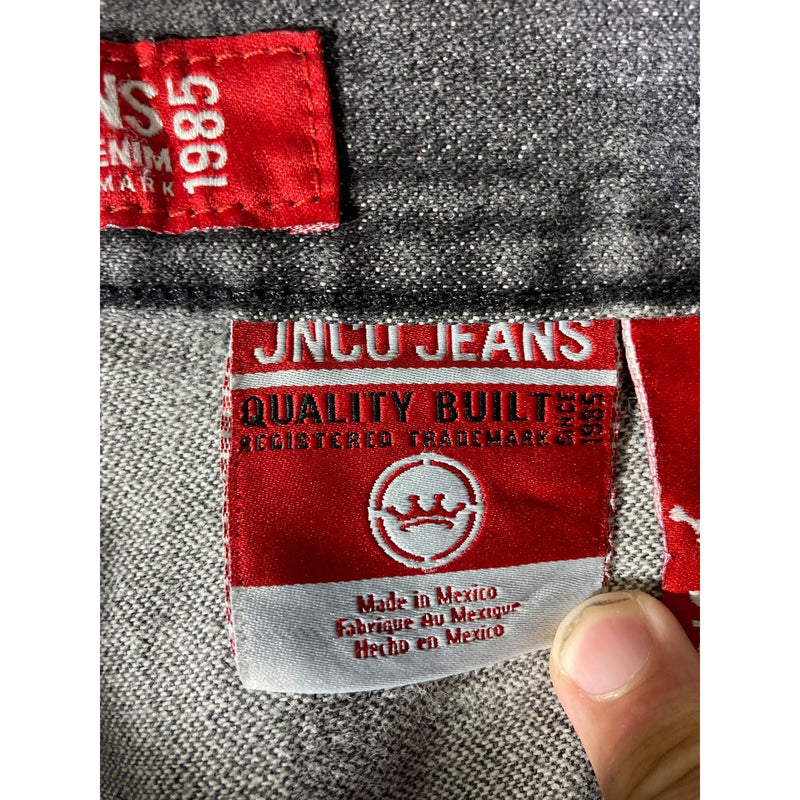 NS
ENIM
MARK
1985
JNCO JEANS
QUALITY BUILT
REGISTERED TRADEMARK
SINCE
1985
Made in Mexico
Fabriqué Au Mexique
Hecho en Mexico